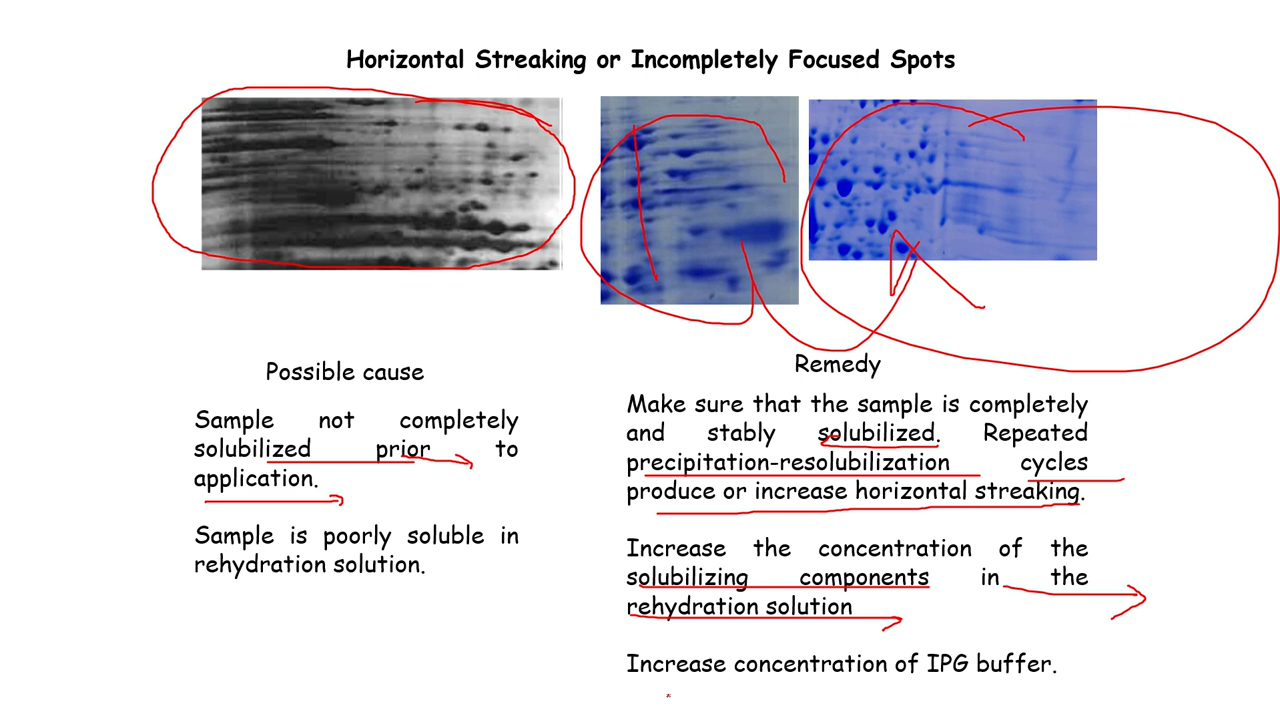 Horizontal Streaking or Incompletely Focused Spots
Possible cause
Sample not completely
solubilized prior to
application.
Sample is poorly soluble in
rehydration solution.
Remedy
Make sure that the sample is completely
and stably solubilized. Repeated
precipitation-resolubilization cycles
produce or increase horizontal streaking.
Increase the concentration of the
solubilizing components in the
rehydration solution
Increase concentration of IPG buffer.